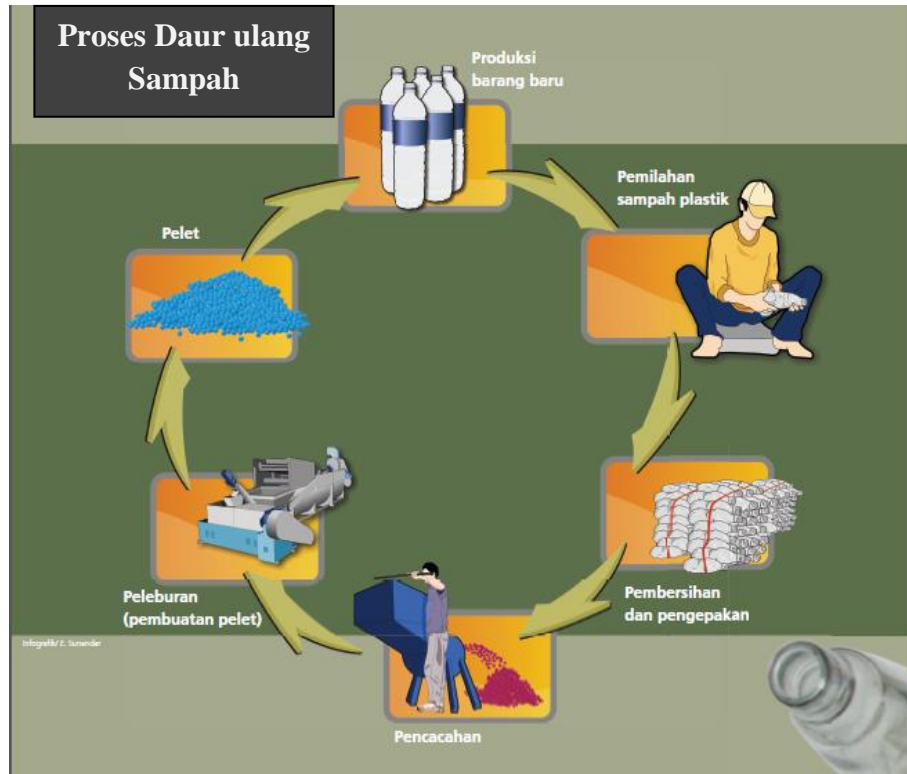 Proses Daur ulang
Sampah
Produksi
barang baru
Pemilahan
sampah plastik
Pembersihan
dan pengepakan
Pencacahan
Peleburan
(pembuatan pelet)
Pelet